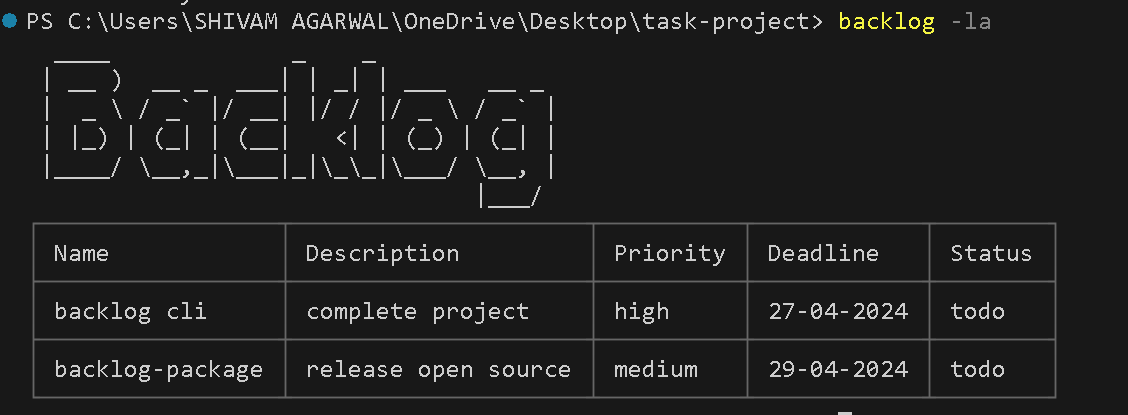 PS C:\Users\SHIVAM AGARWAL\OneDrive\Desktop\task-project> backlog -la
Backlog
Name Description Priority Deadline Status
backlog cli complete project high 27-04-2024 todo
backlog-package release open source medium 29-04-2024 todo